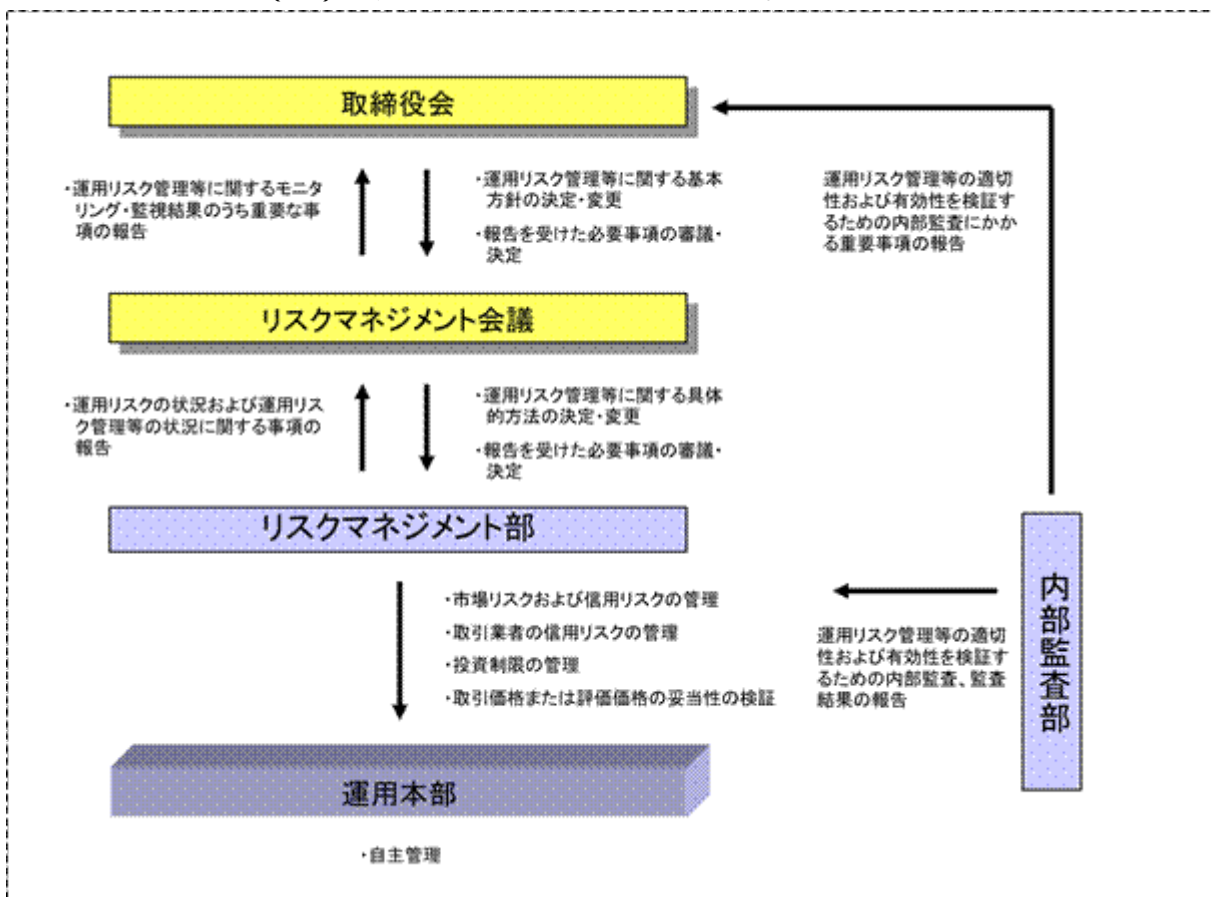 取締役会
・運用リスク管理等に関するモニタ
リング・監視結果のうち重要な事
項の報告
・運用リスク管理等に関する基本
方針の決定・変更
・報告を受けた必要事項の審議・
決定
運用リスク管理等の適切
性および有効性を検証す
るための内部監査にかか
る重要事項の報告
リスクマネジメント会議
・運用リスクの状況および運用リス
ク管理等の状況に関する事項の
報告
・運用リスク管理等に関する具体
的方法の決定・変更
・報告を受けた必要事項の審議・
決定
リスクマネジメント部
・市場リスクおよび信用リスクの管理
・取引業者の信用リスクの管理
・投資制限の管理
・取引価格または評価価格の妥当性の検証
運用リスク管理等の適切
性および有効性を検証す
るための内部監査、監査
結果の報告
内部監査部
運用本部
・自主管理